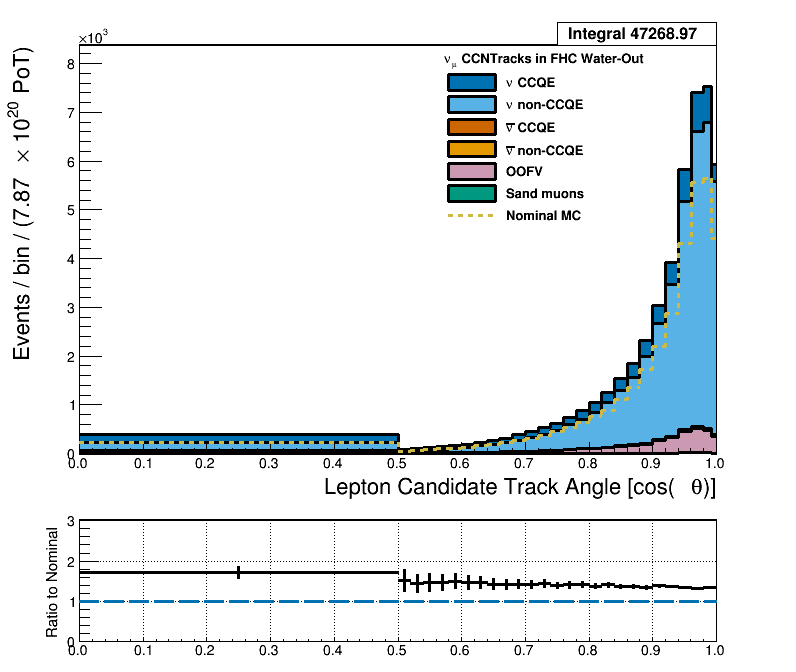 Integral 47268.97
×10³
ν_μ CCNTracks in FHC Water-Out
ν CCQE
ν non-CCQE
ν̅ CCQE
ν̅ non-CCQE
OOFV
Sand muons
Nominal MC
Events / bin / (7.87 × 10²⁰ PoT)
8
7
6
5
4
3
2
1
0
0.0 0.1 0.2 0.3 0.4 0.5 0.6 0.7 0.8 0.9 1.0
Lepton Candidate Track Angle [cos( θ)]
Ratio to Nominal
3
2
1
0
0.0 0.1 0.2 0.3 0.4 0.5 0.6 0.7 0.8 0.9 1.0